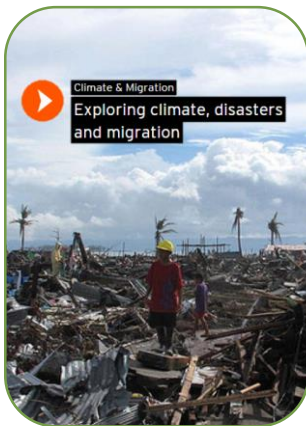 Climate & Migration
Exploring climate, disasters
and migration